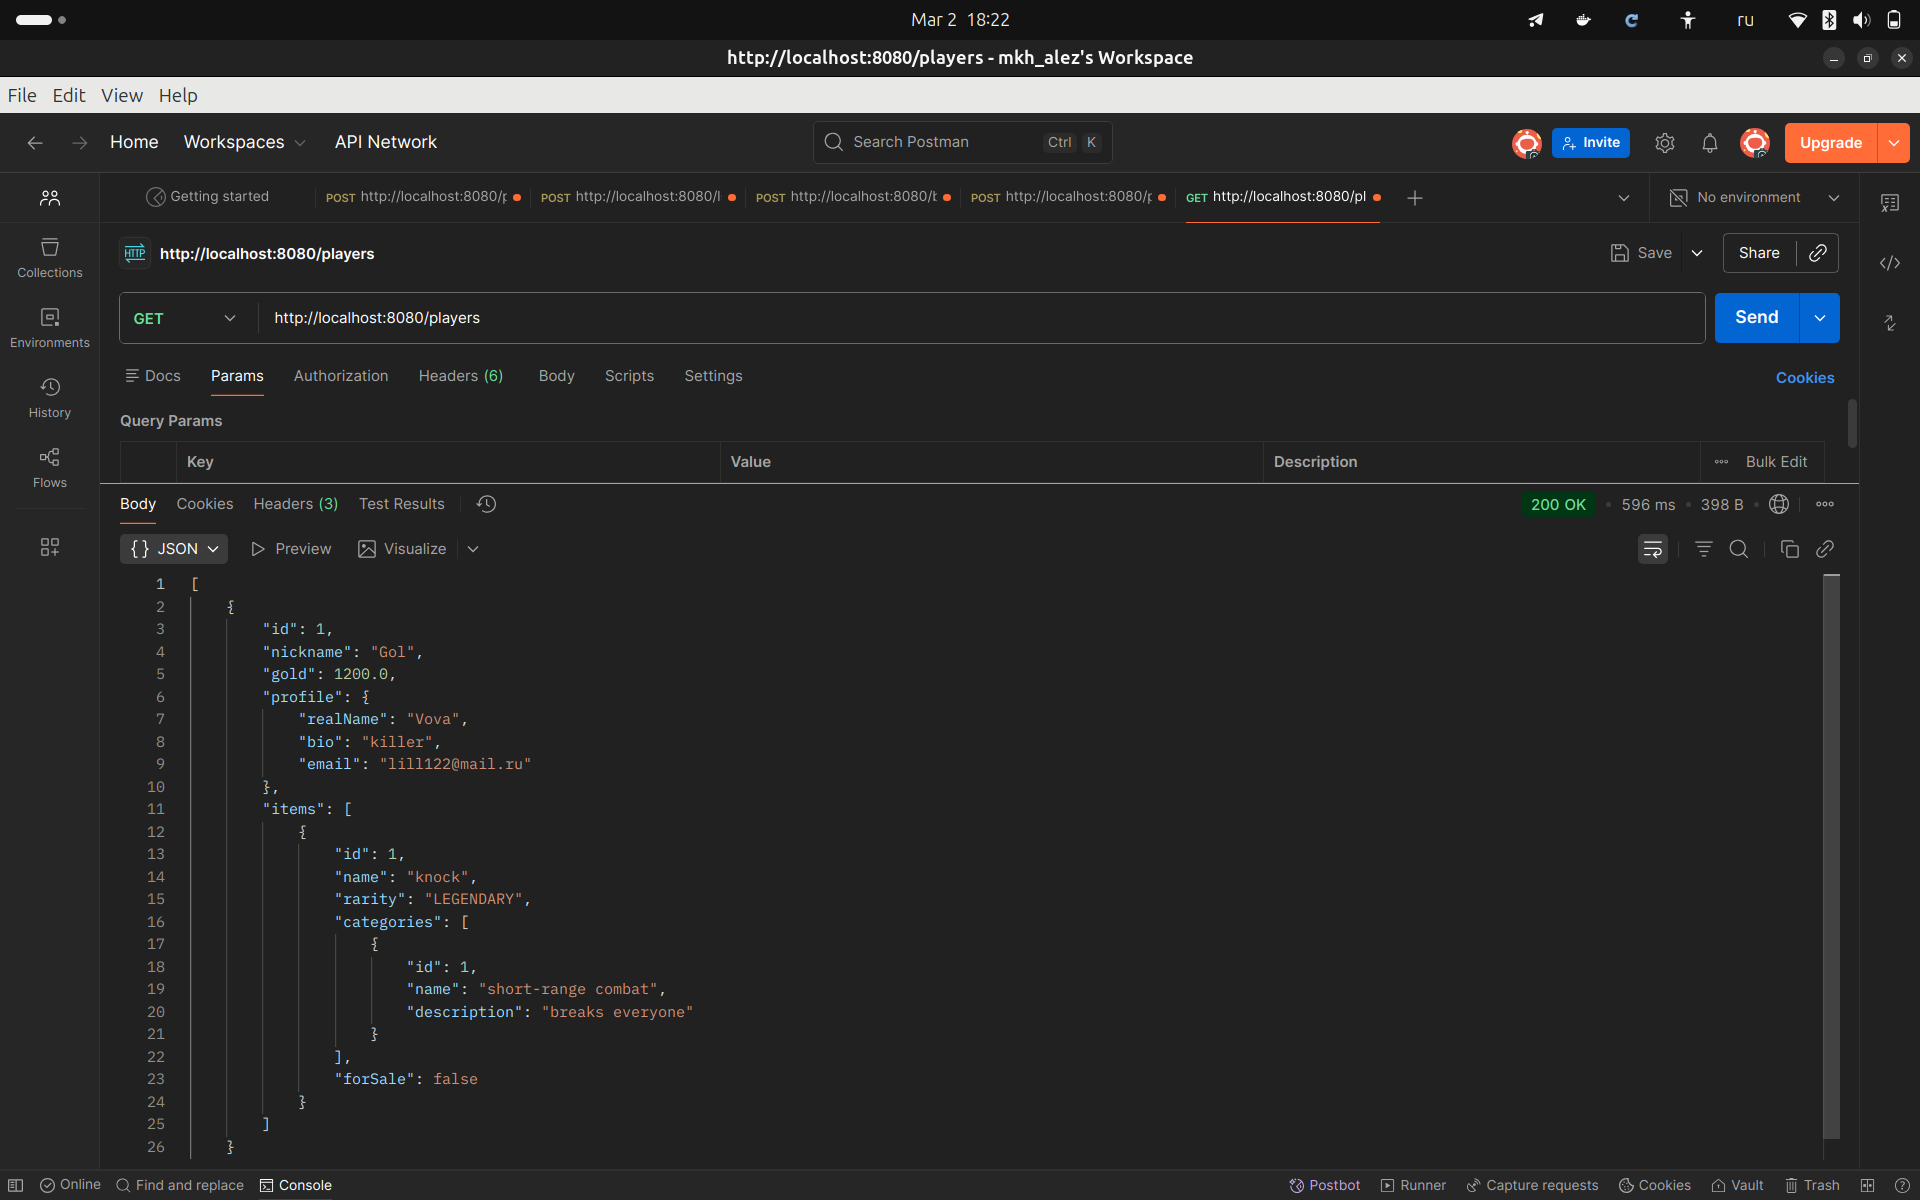 Mar 2 18:22
ru
http://localhost:8080/players - mkh_alez's Workspace
File Edit View Help
Home Workspaces API Network
Search Postman Ctrl K
Invite
Upgrade
Getting started
POST http://localhost:8080/p
POST http://localhost:8080/l
POST http://localhost:8080/b
POST http://localhost:8080/p
GET http://localhost:8080/pl
No environment
Collections
Environments
History
Flows
HTTP http://localhost:8080/players
Save
Share
GET http://localhost:8080/players
Send
Docs Params Authorization Headers (6) Body Scripts Settings
Cookies
Query Params
Key Value Description Bulk Edit
Body Cookies Headers (3) Test Results
200 OK • 596 ms • 398 B
{} JSON Preview Visualize
1 [
2 {
3 "id": 1,
4 "nickname": "Gol",
5 "gold": 1200.0,
6 "profile": {
7 "realName": "Vova",
8 "bio": "killer",
9 "email": "lill122@mail.ru"
10 },
11 "items": [
12 {
13 "id": 1,
14 "name": "knock",
15 "rarity": "LEGENDARY",
16 "categories": [
17 {
18 "id": 1,
19 "name": "short-range combat",
20 "description": "breaks everyone"
21 }
22 ],
23 "forSale": false
24 }
25 ]
26 }
Online Find and replace Console
Postbot Runner Capture requests Cookies Vault Trash